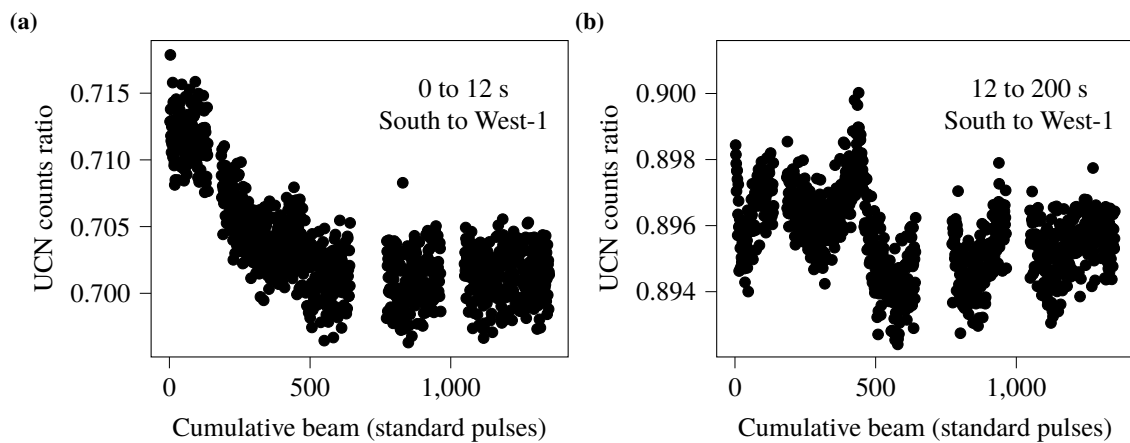 (a)
0.715
0.710
0.705
0.700
UCN counts ratio
0 to 12 s
South to West-1
0
500
1,000
Cumulative beam (standard pulses)
(b)
0.900
0.898
0.896
0.894
UCN counts ratio
12 to 200 s
South to West-1
0
500
1,000
Cumulative beam (standard pulses)